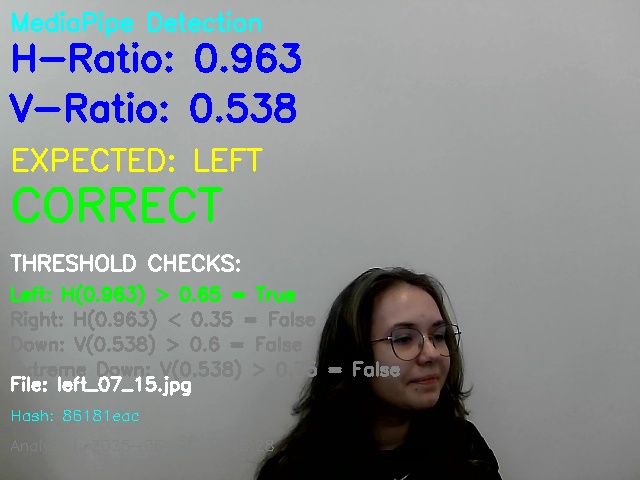 MediaPipe Detection
H-Ratio: 0.963
V-Ratio: 0.538
EXPECTED: LEFT
CORRECT
THRESHOLD CHECKS:
Left: H(0.963) > 0.65 = True
Right: H(0.963) < 0.35 = False
Down: V(0.538) > 0.6 = False
Extreme Down: V(0.538) > = False
File: left_07_15.jpg
Hash: 86181eac